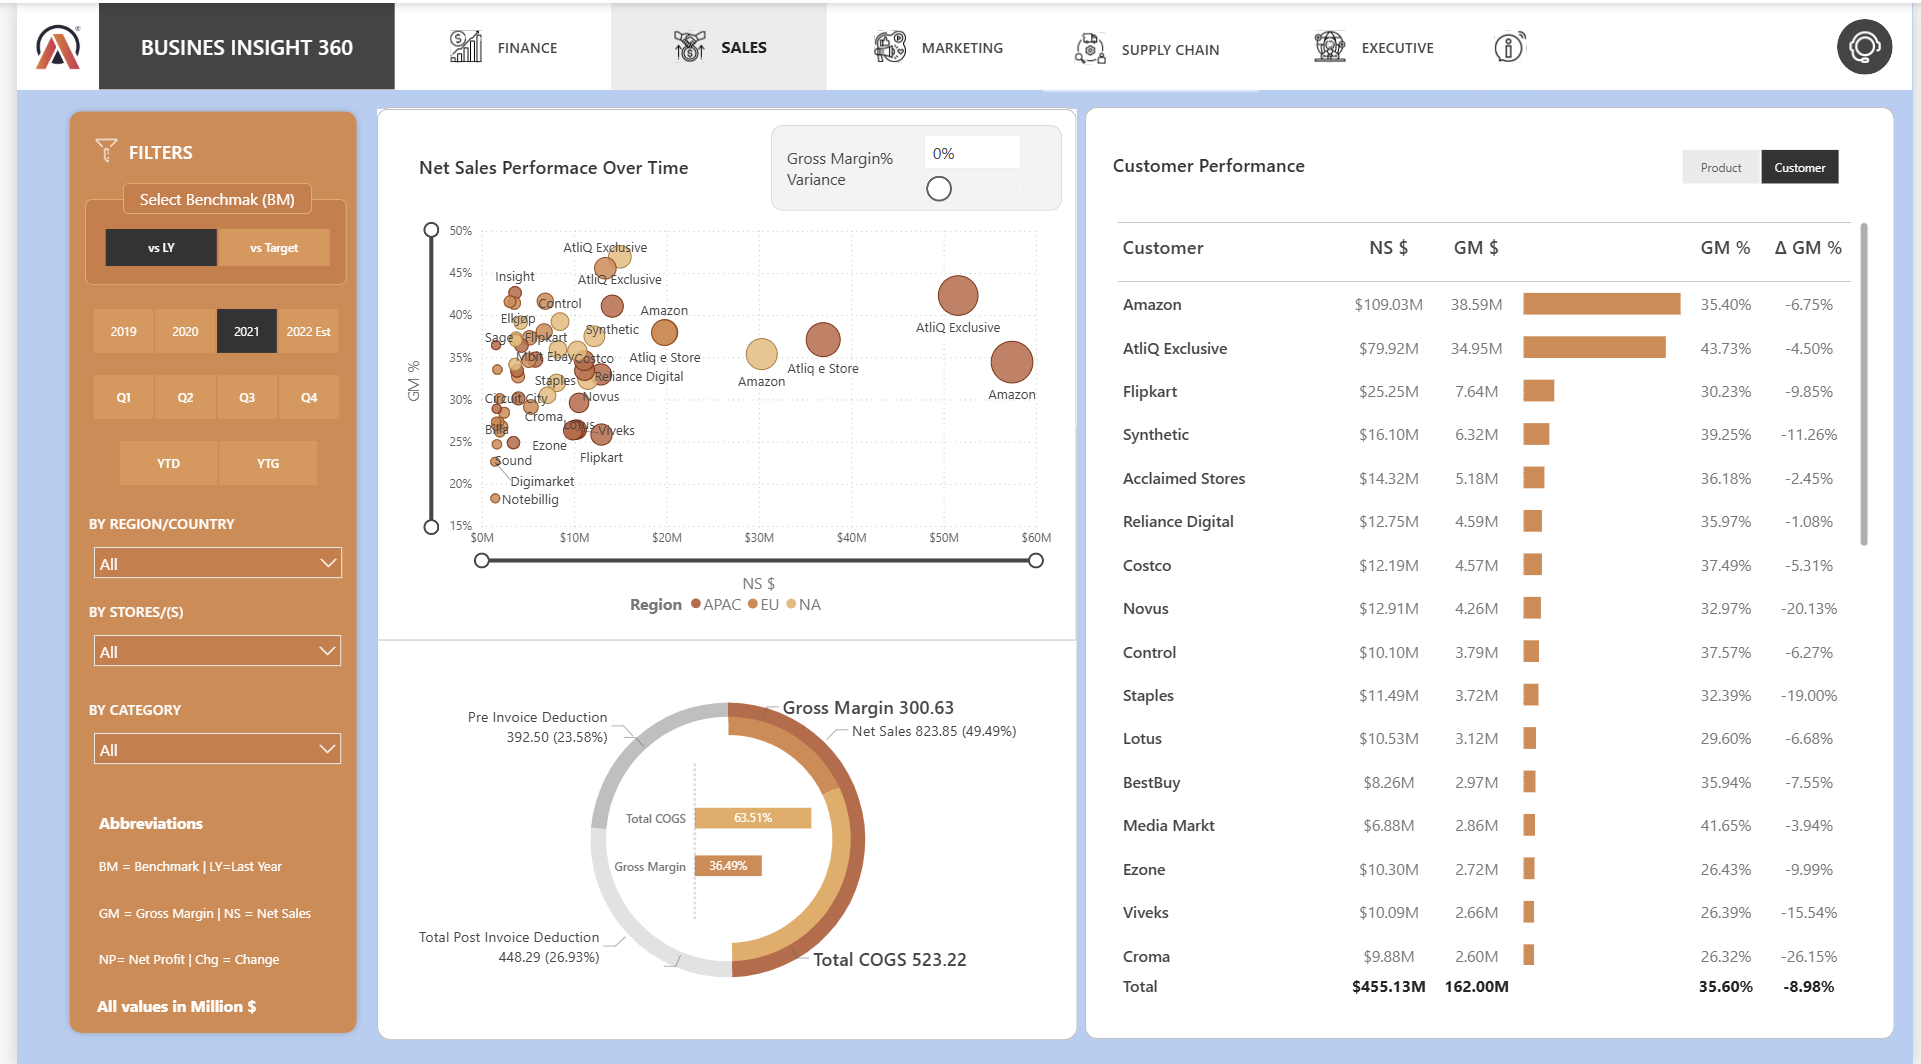 BUSINES INSIGHT 360
FINANCE
SALES
MARKETING
SUPPLY CHAIN
EXECUTIVE
FILTERS
Select Benchmak (BM)
vs LY
vs Target
2019
2020
2021
2022 Est
Q1
Q2
Q3
Q4
YTD
YTG
BY REGION/COUNTRY
All
BY STORES/(S)
All
BY CATEGORY
All
Abbreviations
BM = Benchmark | LY=Last Year
GM = Gross Margin | NS = Net Sales
NP= Net Profit | Chg = Change
All values in Million $
Net Sales Performace Over Time
Gross Margin%
Variance
0%
GM %
50%
45%
40%
35%
30%
25%
20%
15%
AtliQ Exclusive
AtliQ Exclusive
Insight
Control
Amazon
Elkjøp
Synthetic
AtliQ Exclusive
Sage
Flipkart
Mbit
Ebay
Costco
Atliq e Store
Atliq e Store
Staples
Reliance Digital
Amazon
Amazon
Circuit City
Novus
Croma
Billa
Lotus
Viveks
Ezone
Flipkart
Sound
Digimarket
Notebillig
$0M
$10M
$20M
$30M
$40M
$50M
$60M
NS $
Region APAC EU NA
Gross Margin 300.63
Net Sales 823.85 (49.49%)
Pre Invoice Deduction
392.50 (23.58%)
Total COGS 63.51%
Gross Margin 36.49%
Total Post Invoice Deduction
448.29 (26.93%)
Total COGS 523.22
Customer Performance
Product
Customer
Customer NS $ GM $ GM % Δ GM %
Amazon $109.03M 38.59M 35.40% -6.75%
AtliQ Exclusive $79.92M 34.95M 43.73% -4.50%
Flipkart $25.25M 7.64M 30.23% -9.85%
Synthetic $16.10M 6.32M 39.25% -11.26%
Acclaimed Stores $14.32M 5.18M 36.18% -2.45%
Reliance Digital $12.75M 4.59M 35.97% -1.08%
Costco $12.19M 4.57M 37.49% -5.31%
Novus $12.91M 4.26M 32.97% -20.13%
Control $10.10M 3.79M 37.57% -6.27%
Staples $11.49M 3.72M 32.39% -19.00%
Lotus $10.53M 3.12M 29.60% -6.68%
BestBuy $8.26M 2.97M 35.94% -7.55%
Media Markt $6.88M 2.86M 41.65% -3.94%
Ezone $10.30M 2.72M 26.43% -9.99%
Viveks $10.09M 2.66M 26.39% -15.54%
Croma $9.88M 2.60M 26.32% -26.15%
Total $455.13M 162.00M 35.60% -8.98%